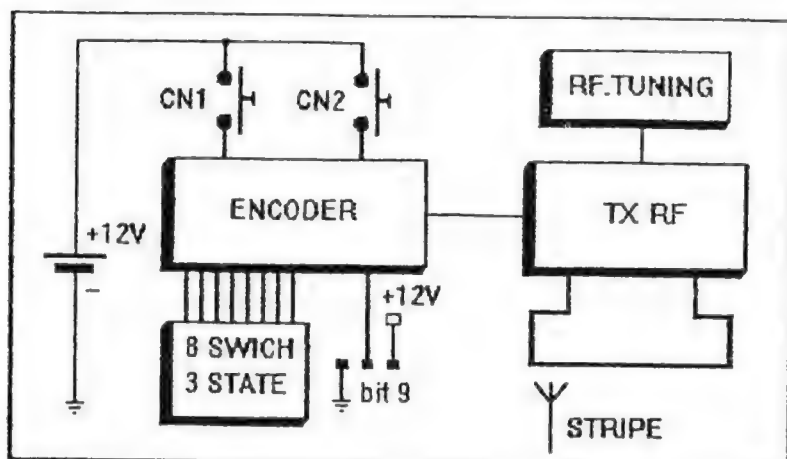 CN1
CN2
RF.TUNING
ENCODER
TX RF
+12V
−
+12V
8 SWICH
3 STATE
bit 9
STRIPE